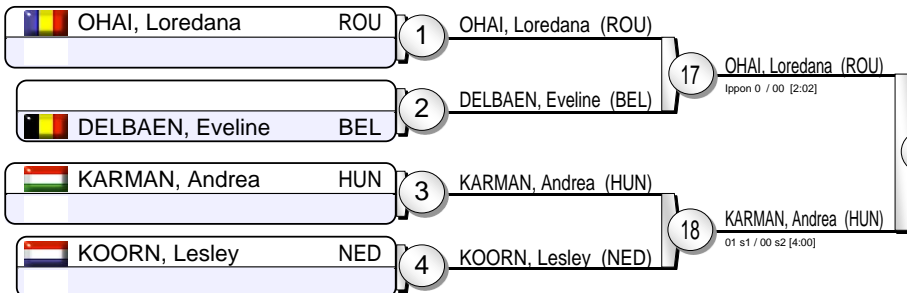 OHAI, Loredana ROU
1
OHAI, Loredana (ROU)
17
OHAI, Loredana (ROU)
Ippon 0 / 00 [2:02]
2
DELBAEN, Eveline (BEL)
DELBAEN, Eveline BEL
KARMAN, Andrea HUN
3
KARMAN, Andrea (HUN)
18
KARMAN, Andrea (HUN)
01 s1 / 00 s2 [4:00]
KOORN, Lesley NED
4
KOORN, Lesley (NED)